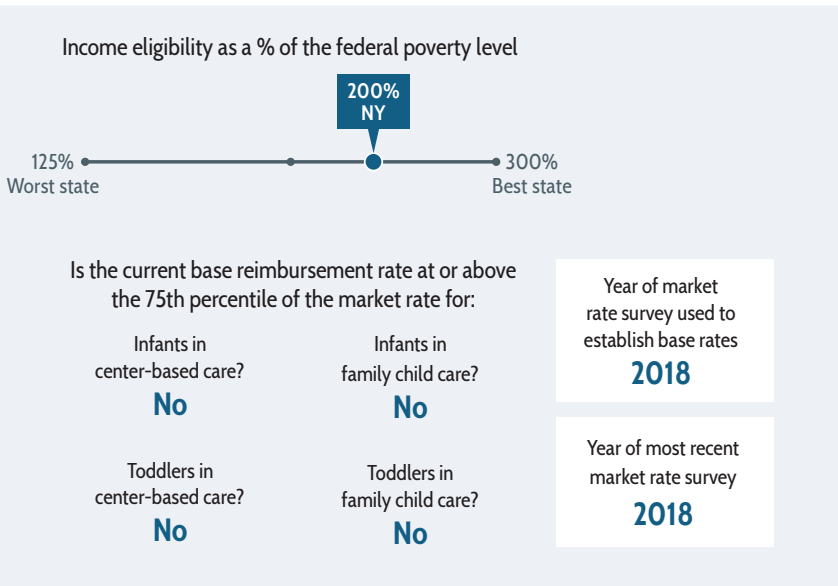 Income eligibility as a % of the federal poverty level
200%
NY
125%
Worst state
300%
Best state
Is the current base reimbursement rate at or above
the 75th percentile of the market rate for:
Infants in
center-based care?
No
Infants in
family child care?
No
Toddlers in
center-based care?
No
Toddlers in
family child care?
No
Year of market
rate survey used to
establish base rates
2018
Year of most recent
market rate survey
2018